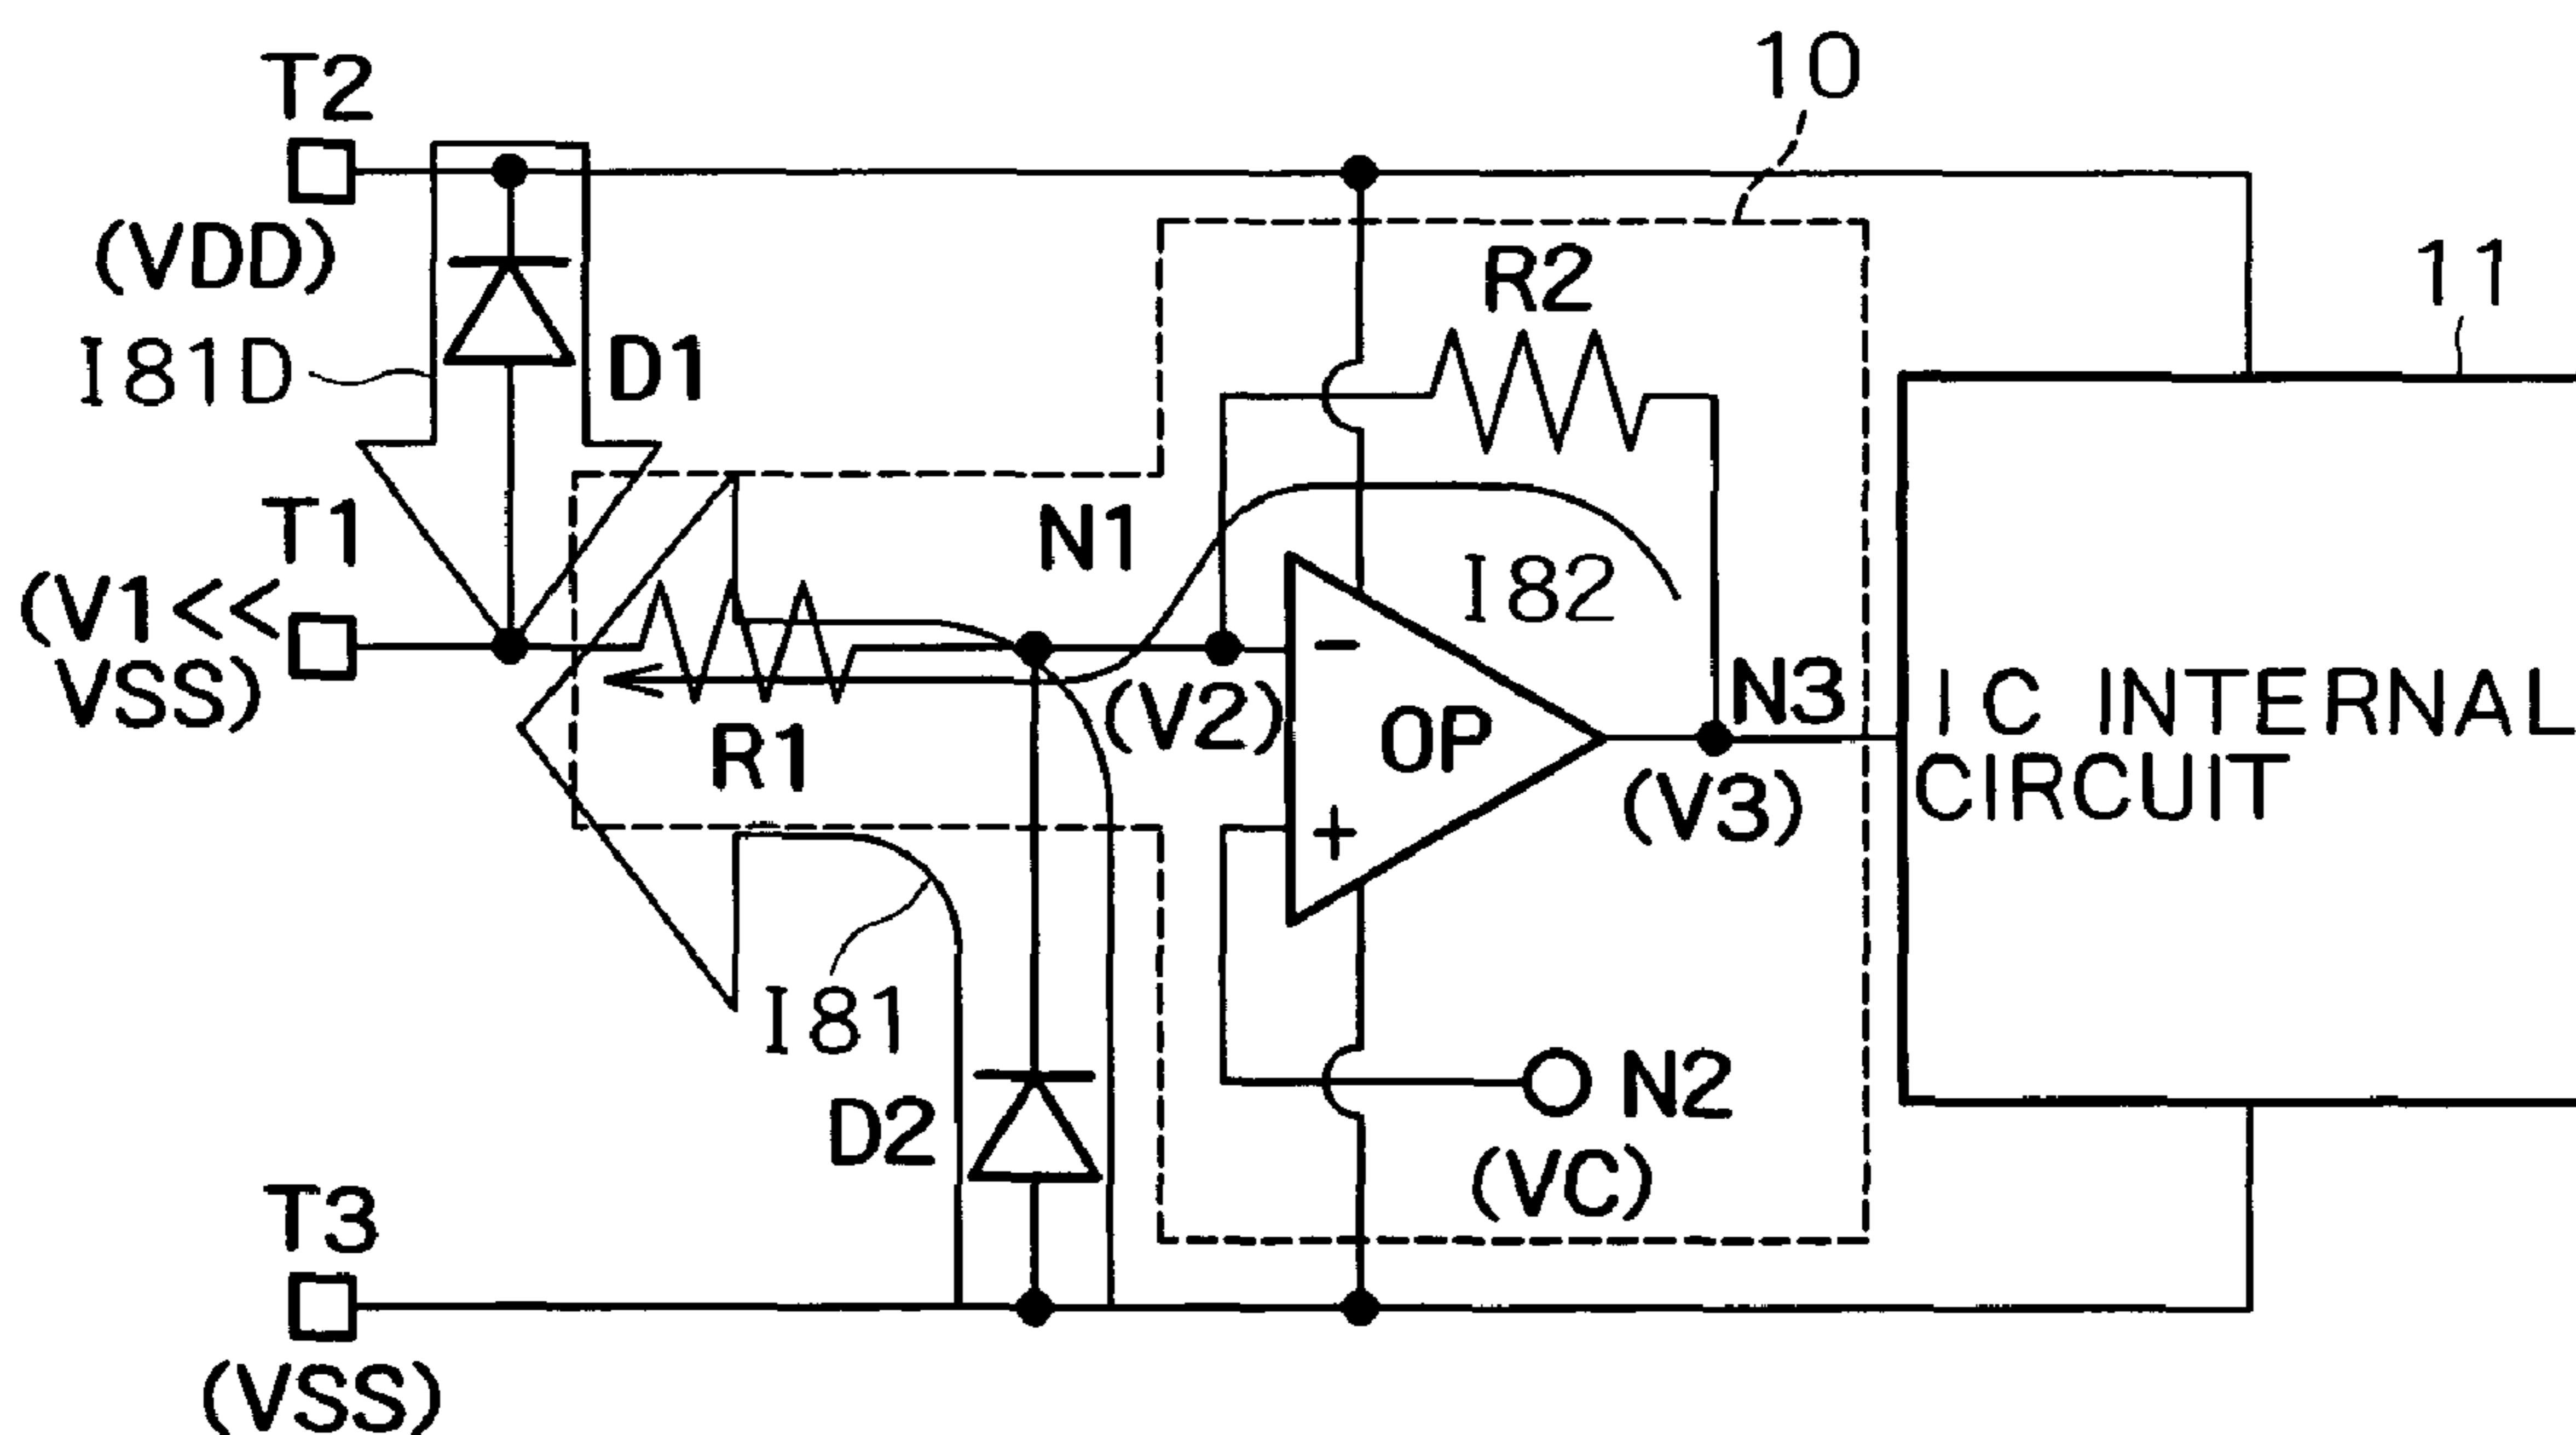 10
T2
(VDD)
R2
11
I81D
D1
T1
N1
(V1<<
VSS)
I82
-
R1
(V2)
OP
N3
IC INTERNAL
CIRCUIT
(V3)
+
I81
D2
N2
(VC)
T3
(VSS)